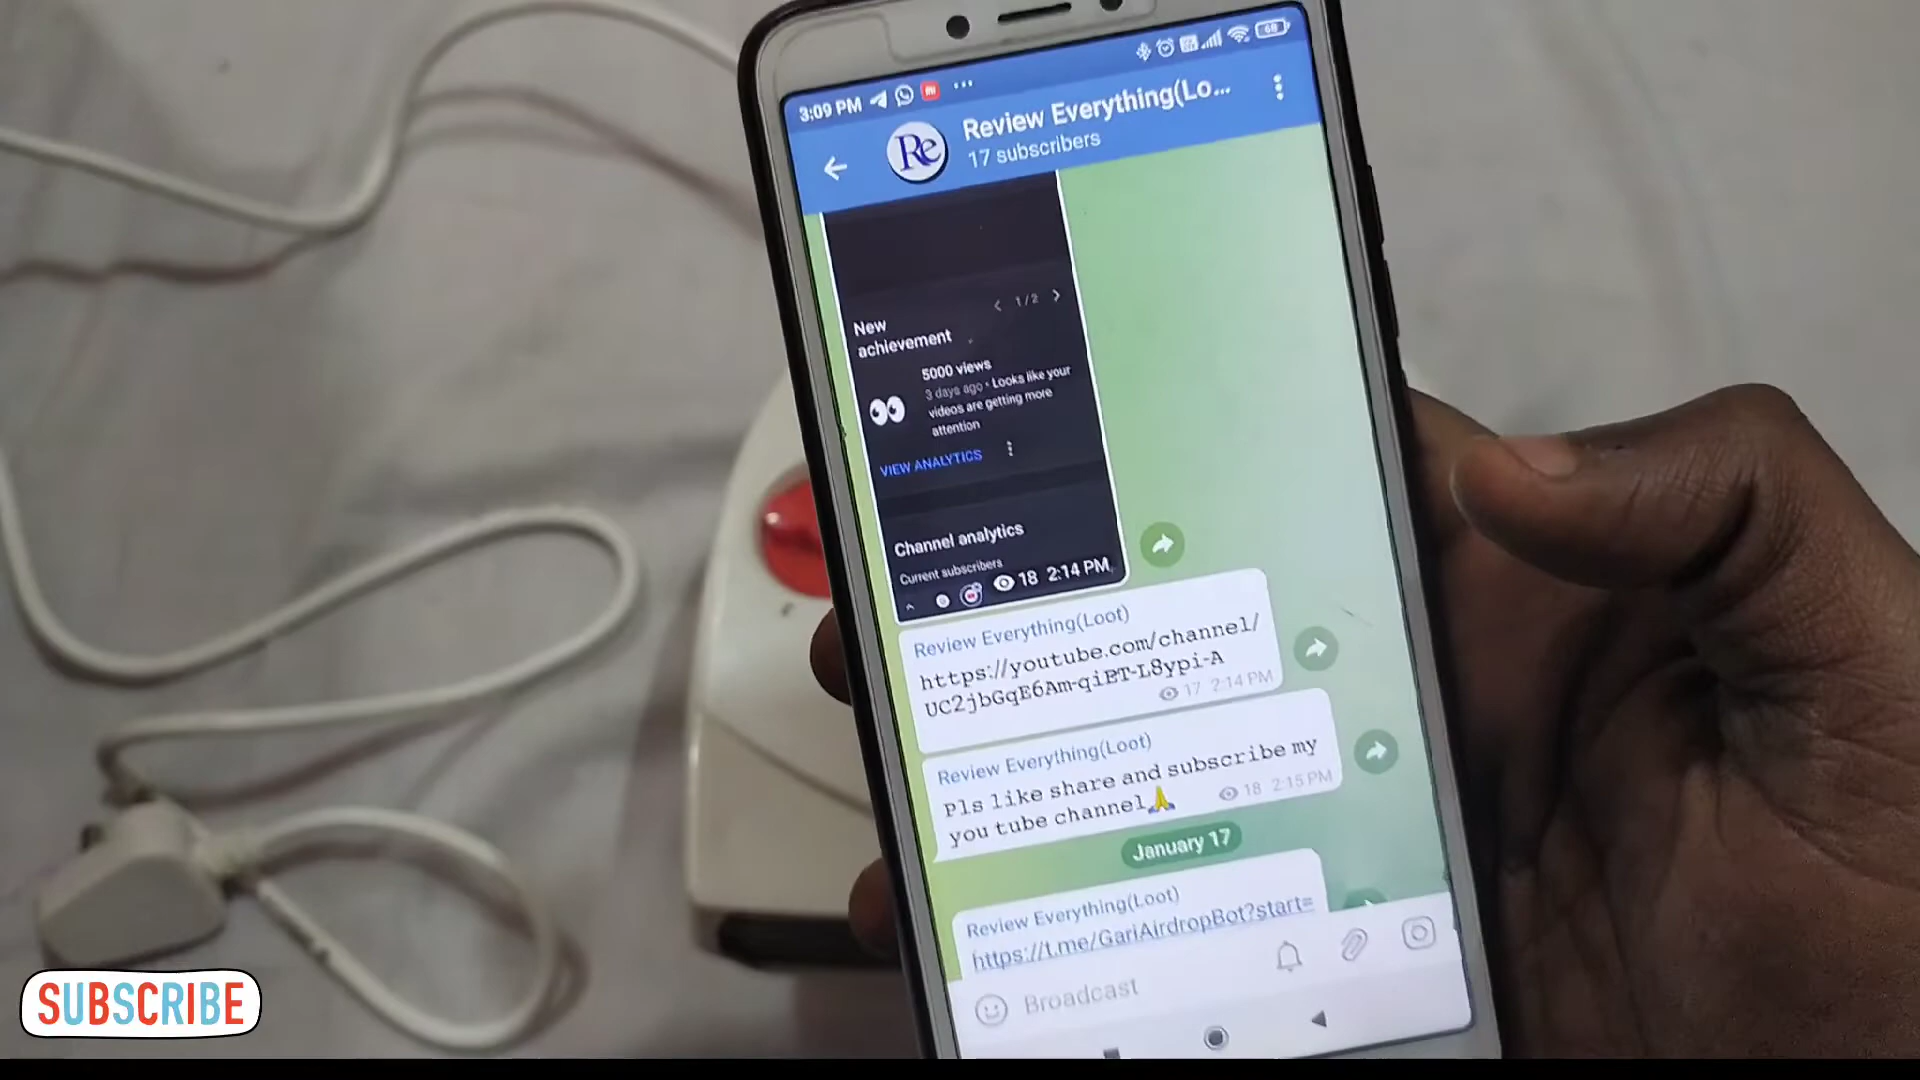 3:09 PM
68
Re
Review Everything(Lo...
17 subscribers
1/2
New
achievement
5000 views
3 days ago • Looks like your
videos are getting more
attention
VIEW ANALYTICS
Channel analytics
Current subscribers
18 2:14 PM
Review Everything(Loot)
https://youtube.com/channel/
UC2jbGqE6Am-qiBT-L8ypi-A
17 2:14 PM
Review Everything(Loot)
Pls like share and subscribe my
you tube channel🙏
18 2:15 PM
January 17
Review Everything(Loot)
https://t.me/GariAirdropBot?start=
Broadcast
SUBSCRIBE